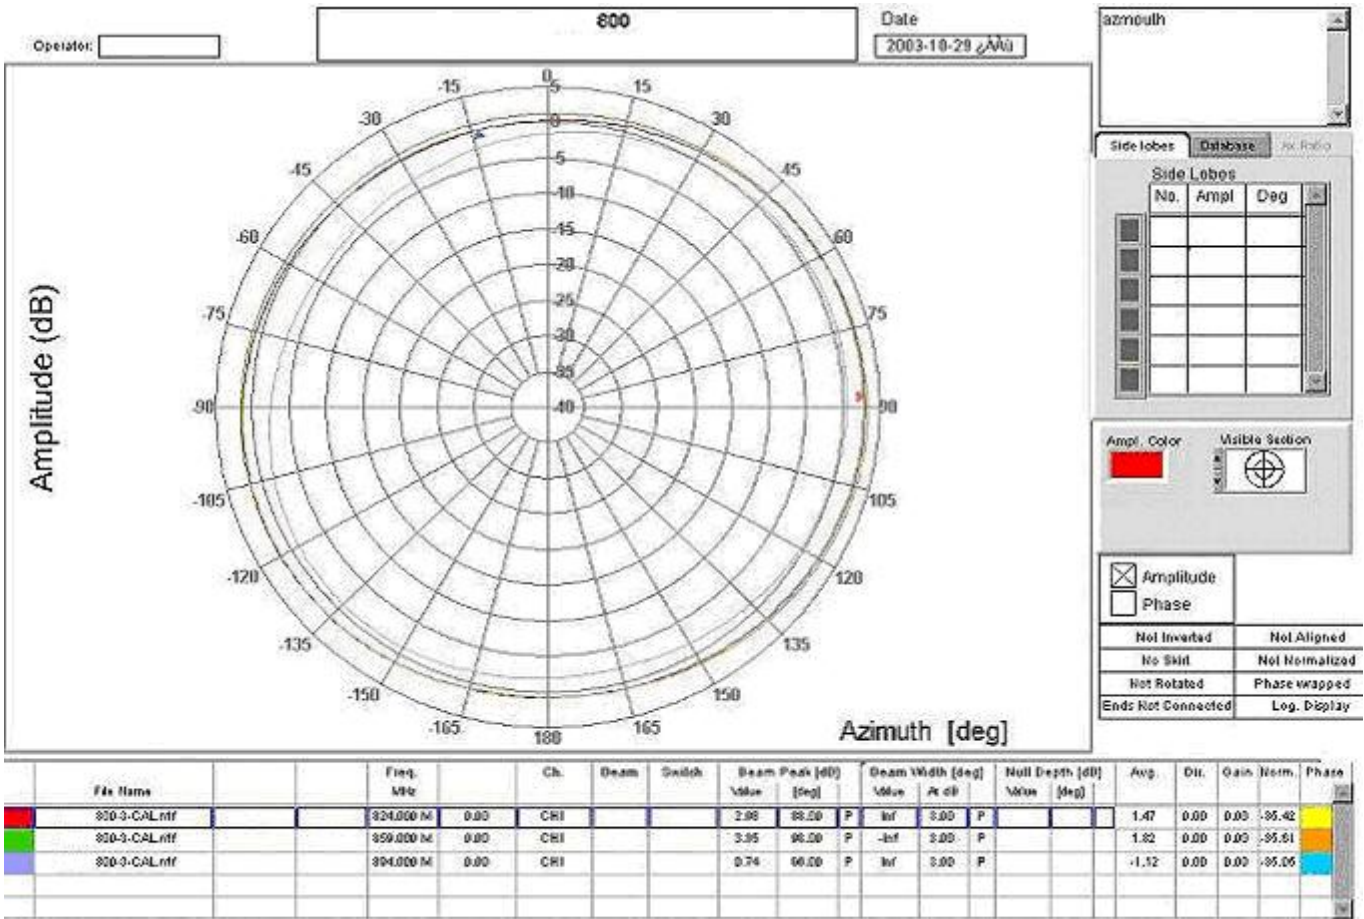 800
Date
azmouth
Operator:
2003-10-29 ¿ÀÀü
0
-15
15
5
-30
30
0
-45
45
-5
-10
-60
-15
60
-20
-75
-25
75
-30
-35
-90
-40
90
-105
105
-120
120
-135
135
-150
150
-165
165
180
Amplitude (dB)
Azimuth [deg]
Side lobes
Database
Ax. Ratio
Side Lobes
No. Ampl Deg
Ampl. Color
Visible Section
Amplitude
Phase
Not Inverted Not Aligned
No Skirt Not Normalized
Not Rotated Phase wrapped
Ends Not Connected Log. Display
File Name Freq. MHz Ch. Beam Switch Beam Peak [dB] Beam Width [deg] Null Depth [dB] Avg. Dir. Gain Norm. Phase
Value [deg] Value At dB Value [deg]
800-3-CAL.ntf 824.000 M 0.00 CH1 2.98 88.00 P Inf 3.00 P 1.47 0.00 0.00 -35.42
800-3-CAL.ntf 859.000 M 0.00 CH1 3.35 P -Inf 3.00 P 1.82 0.00 0.00 -35.61
800-3-CAL.ntf 894.000 M 0.00 CH1 0.74 P Inf 3.00 P -1.12 0.00 0.00 -35.05